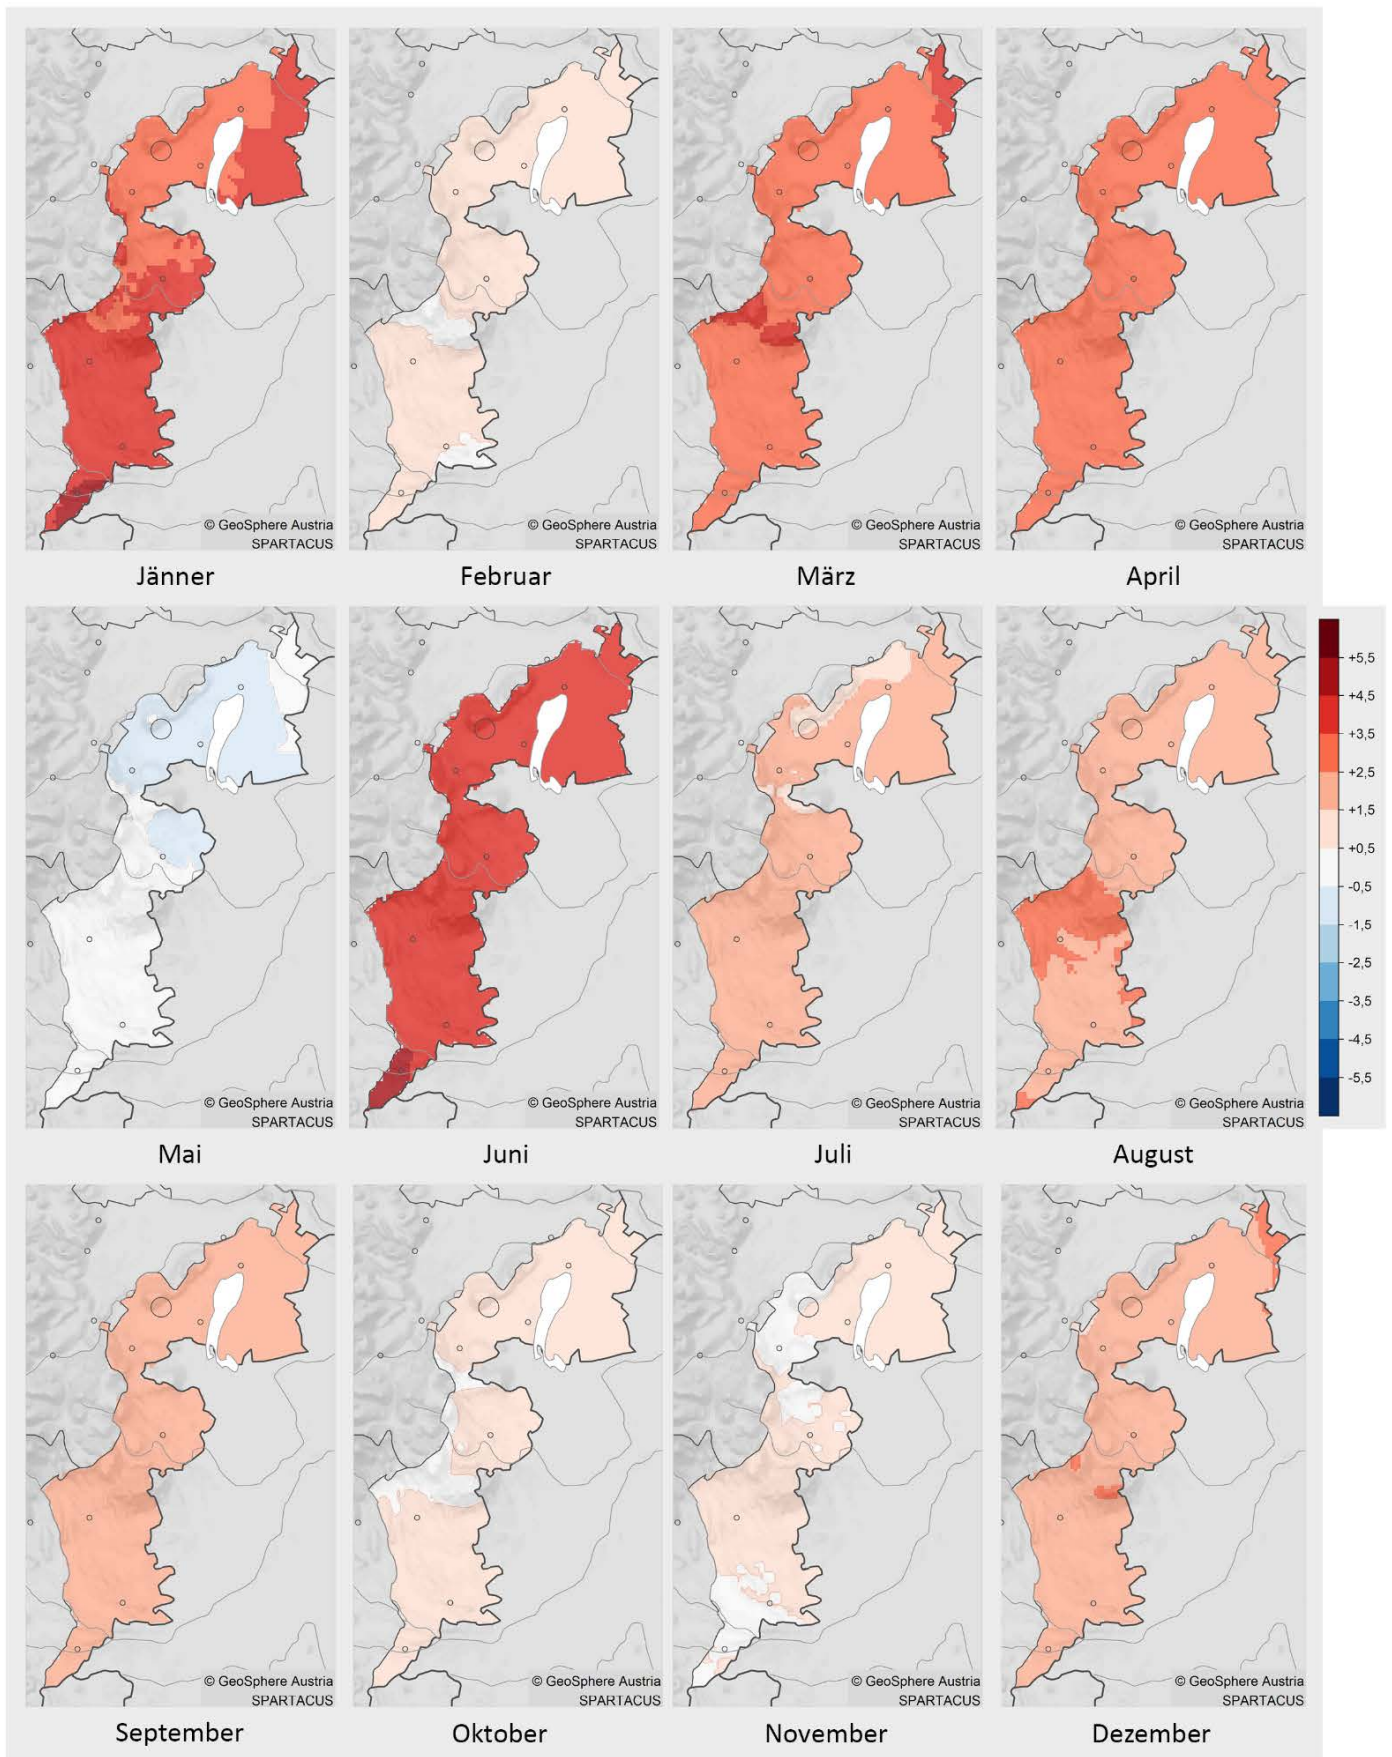 © GeoSphere Austria
SPARTACUS
© GeoSphere Austria
SPARTACUS
© GeoSphere Austria
SPARTACUS
© GeoSphere Austria
SPARTACUS
Jänner
Februar
März
April
© GeoSphere Austria
SPARTACUS
© GeoSphere Austria
SPARTACUS
© GeoSphere Austria
SPARTACUS
© GeoSphere Austria
SPARTACUS
+5,5
+4,5
+3,5
+2,5
+1,5
+0,5
-0,5
-1,5
-2,5
-3,5
-4,5
-5,5
Mai
Juni
Juli
August
© GeoSphere Austria
SPARTACUS
© GeoSphere Austria
SPARTACUS
© GeoSphere Austria
SPARTACUS
© GeoSphere Austria
SPARTACUS
September
Oktober
November
Dezember